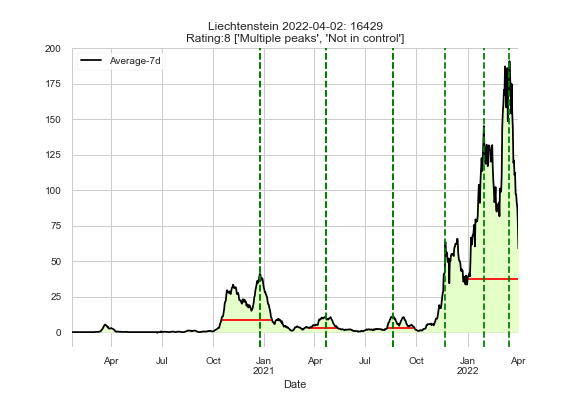 Liechtenstein 2022-04-02: 16429
Rating:8 ['Multiple peaks', 'Not in control']
Average-7d
200
175
150
125
100
75
50
25
0
Apr Jul Oct Jan Apr Jul Oct Jan Apr
2021 2022
Date